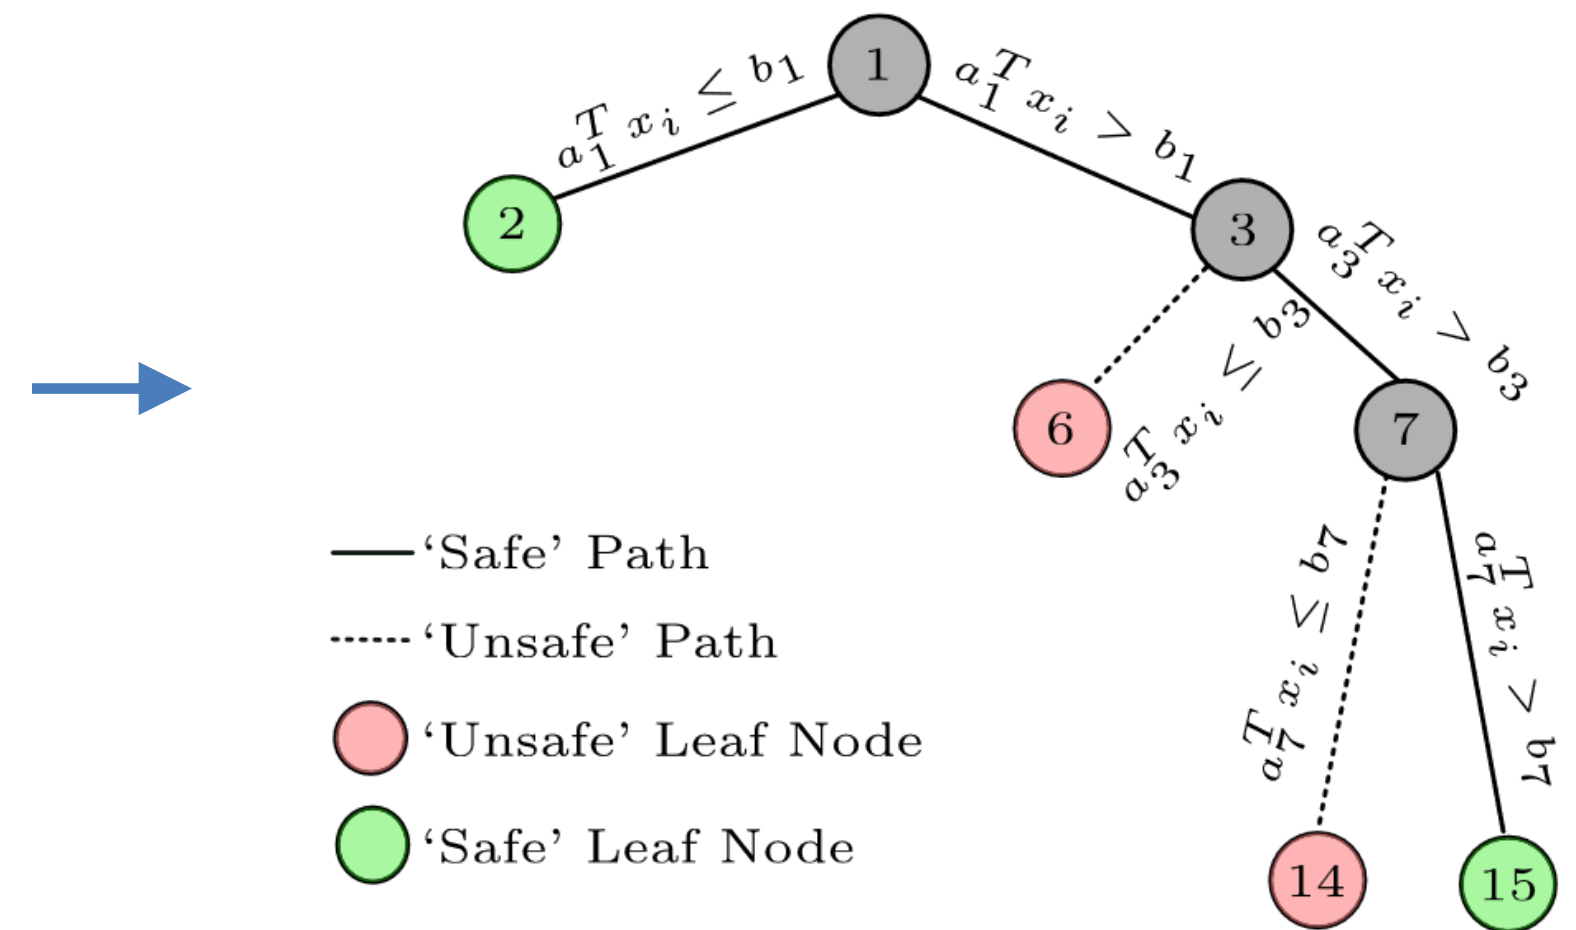 1
a_1^T x_i ≤ b_1
a_1^T x_i > b_1
2
3
a_3^T x_i ≤ b_3
a_3^T x_i > b_3
6
7
a_7^T x_i ≤ b_7
a_7^T x_i > b_7
14
15
‘Safe’ Path
‘Unsafe’ Path
‘Unsafe’ Leaf Node
‘Safe’ Leaf Node